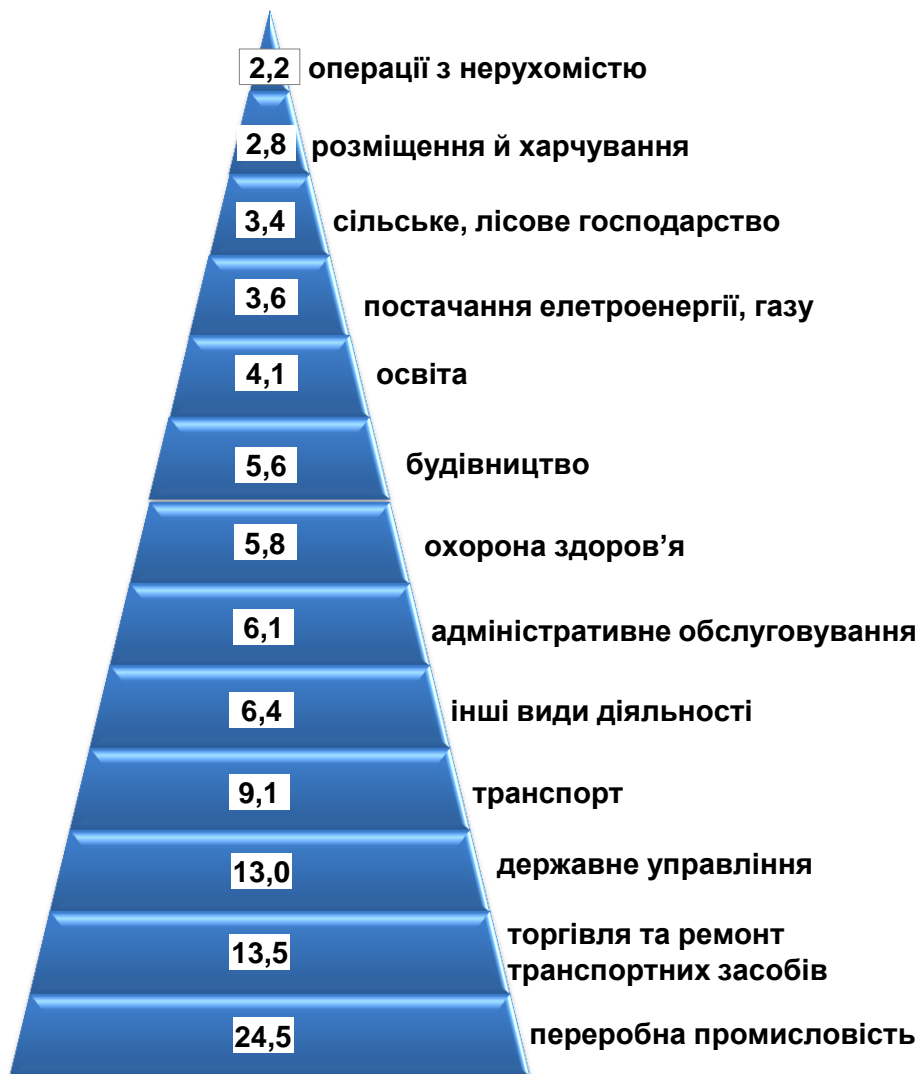 2,2 операції з нерухомістю
2,8 розміщення й харчування
3,4 сільське, лісове господарство
3,6 постачання елетроенергії, газу
4,1 освіта
5,6 будівництво
5,8 охорона здоров’я
6,1 адміністративне обслуговування
6,4 інші види діяльності
9,1 транспорт
13,0 державне управління
13,5 торгівля та ремонт
транспортних засобів
24,5 переробна промисловість